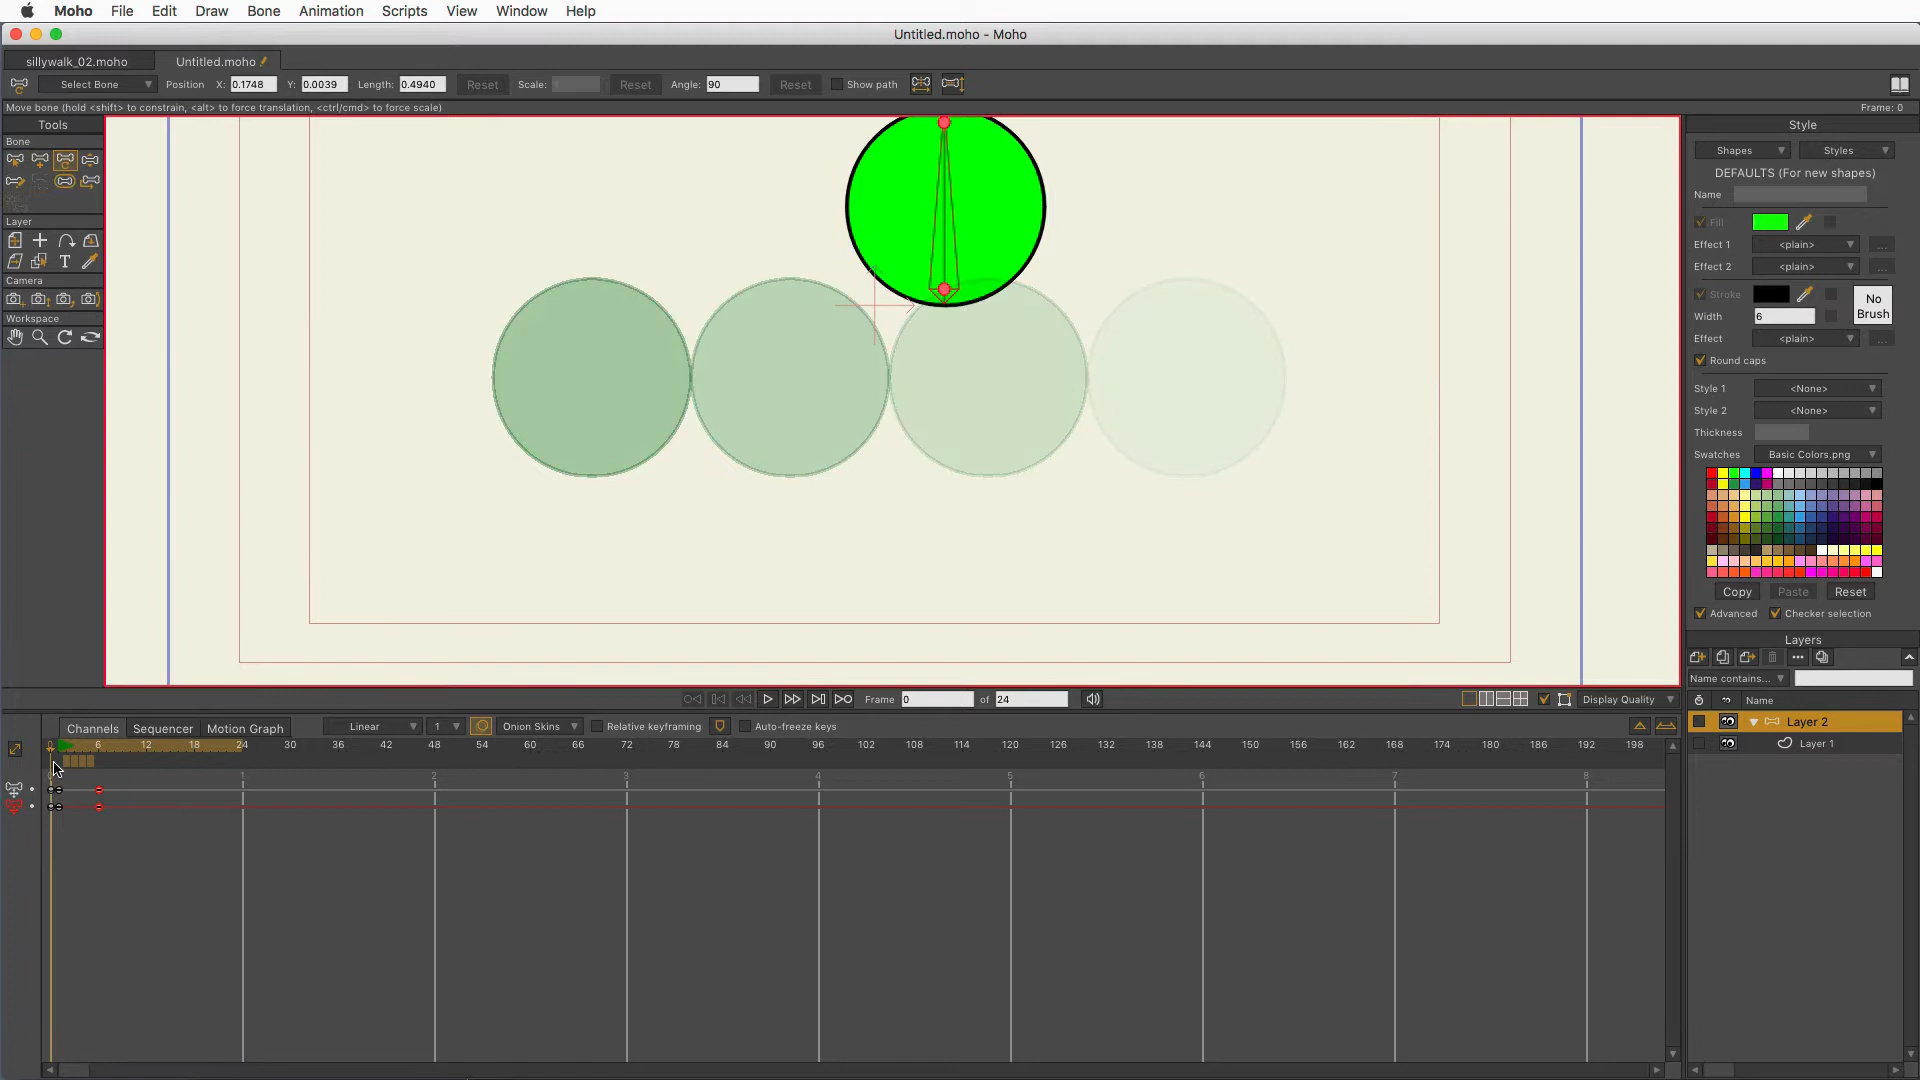 Moho File Edit Draw Bone Animation Scripts View Window Help
Untitled.moho - Moho
sillywalk_02.moho Untitled.moho
Select Bone Position X: 0.1748 Y: 0.0039 Length: 0.4940 Reset Scale: Reset Angle: 90 Reset Show path
Move bone (hold <shift> to constrain, <alt> to force translation, <ctrl/cmd> to force scale) Frame: 0
Tools
Bone
Layer
Camera
Workspace
Style
Shapes Styles
DEFAULTS (For new shapes)
Name
Fill
Effect 1 <plain> ...
Effect 2 <plain> ...
Stroke
No Brush
Width 6
Effect <plain> ...
Round caps
Style 1 <None>
Style 2 <None>
Thickness
Swatches Basic Colors.png
Copy Paste Reset
Advanced Checker selection
Layers
Name contains...
Name
Layer 2
Layer 1
Frame 0 of 24 Display Quality
Channels Sequencer Motion Graph Linear 1 Onion Skins Relative keyframing Auto-freeze keys
6 12 18 24 30 36 42 48 54 60 66 72 78 84 90 96 102 108 114 120 126 132 138 144 150 156 162 168 174 180 186 192 198
0 1 2 3 4 5 6 7 8